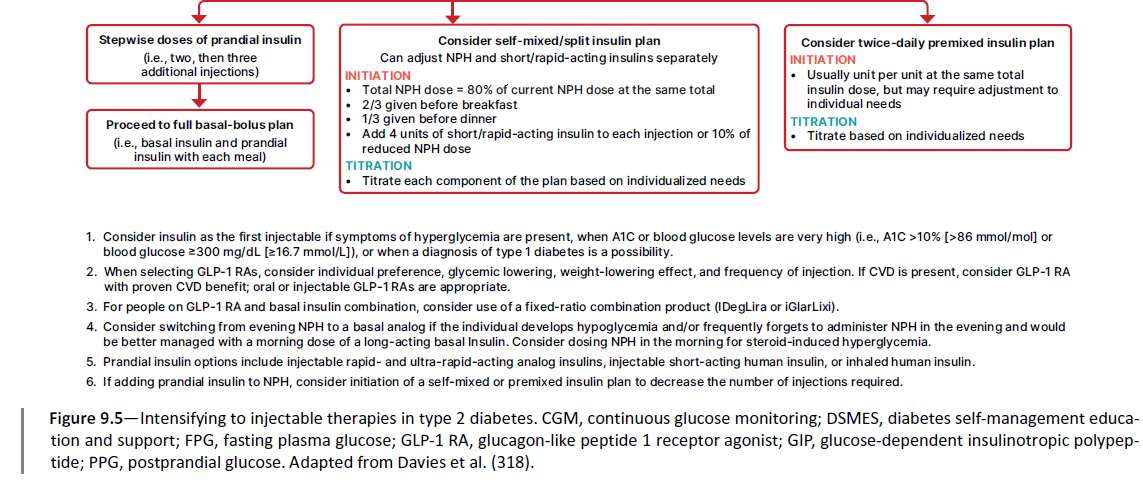 Stepwise doses of prandial insulin
(i.e., two, then three
additional injections)
Proceed to full basal-bolus plan
(i.e., basal insulin and prandial
insulin with each meal)
Consider self-mixed/split insulin plan
Can adjust NPH and short/rapid-acting insulins separately
INITIATION
• Total NPH dose = 80% of current NPH dose at the same total
• 2/3 given before breakfast
• 1/3 given before dinner
• Add 4 units of short/rapid-acting insulin to each injection or 10% of
reduced NPH dose
TITRATION
• Titrate each component of the plan based on individualized needs
Consider twice-daily premixed insulin plan
INITIATION
• Usually unit per unit at the same total
insulin dose, but may require adjustment to
individual needs
TITRATION
• Titrate based on individualized needs
1. Consider insulin as the first injectable if symptoms of hyperglycemia are present, when A1C or blood glucose levels are very high (i.e., A1C >10% [>86 mmol/mol] or
blood glucose ≥300 mg/dL [≥16.7 mmol/L]), or when a diagnosis of type 1 diabetes is a possibility.
2. When selecting GLP-1 RAs, consider individual preference, glycemic lowering, weight-lowering effect, and frequency of injection. If CVD is present, consider GLP-1 RA
with proven CVD benefit; oral or injectable GLP-1 RAs are appropriate.
3. For people on GLP-1 RA and basal insulin combination, consider use of a fixed-ratio combination product (IDegLira or iGlarLixi).
4. Consider switching from evening NPH to a basal analog if the individual develops hypoglycemia and/or frequently forgets to administer NPH in the evening and would
be better managed with a morning dose of a long-acting basal Insulin. Consider dosing NPH in the morning for steroid-induced hyperglycemia.
5. Prandial insulin options include injectable rapid- and ultra-rapid-acting analog insulins, injectable short-acting human insulin, or inhaled human insulin.
6. If adding prandial insulin to NPH, consider initiation of a self-mixed or premixed insulin plan to decrease the number of injections required.
Figure 9.5—Intensifying to injectable therapies in type 2 diabetes. CGM, continuous glucose monitoring; DSMES, diabetes self-management educa-
tion and support; FPG, fasting plasma glucose; GLP-1 RA, glucagon-like peptide 1 receptor agonist; GIP, glucose-dependent insulinotropic polypep-
tide; PPG, postprandial glucose. Adapted from Davies et al. (318).